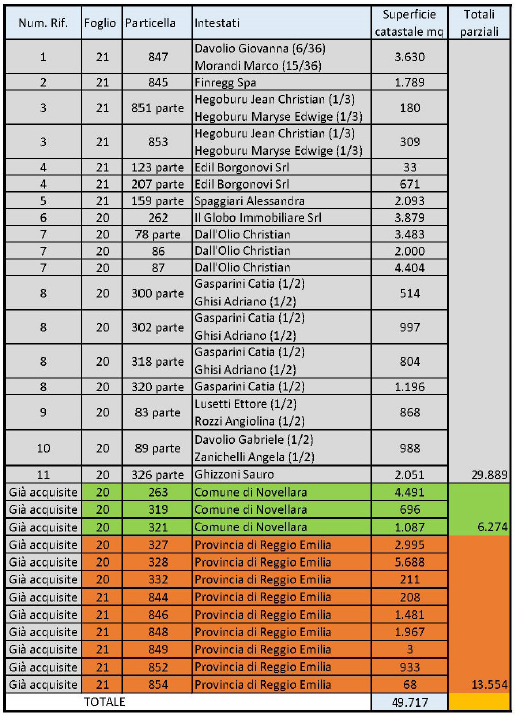 Num. Rif. Foglio Particella Intestati Superficie catastale mq Totali parziali
1 21 847 Davolio Giovanna (6/36) 3.630
Morandi Marco (15/36)
2 21 845 Finregg Spa 1.789
3 21 851 parte Hegoburu Jean Christian (1/3) 180
Hegoburu Maryse Edwige (1/3)
3 21 853 Hegoburu Jean Christian (1/3) 309
Hegoburu Maryse Edwige (1/3)
4 21 123 parte Edil Borgonovi Srl 33
4 21 207 parte Edil Borgonovi Srl 671
5 21 159 parte Spaggiari Alessandra 2.093
6 20 262 Il Globo Immobiliare Srl 3.879
7 20 78 parte Dall'Olio Christian 3.483
7 20 86 Dall'Olio Christian 2.000
7 20 87 Dall'Olio Christian 4.404
8 20 300 parte Gasparini Catia (1/2) 514
Ghisi Adriano (1/2)
8 20 302 parte Gasparini Catia (1/2) 997
Ghisi Adriano (1/2)
8 20 318 parte Gasparini Catia (1/2) 804
Ghisi Adriano (1/2)
8 20 320 parte Gasparini Catia (1/2) 1.196
9 20 83 parte Lusetti Ettore (1/2) 868
Rozzi Angiolina (1/2)
10 20 89 parte Davolio Gabriele (1/2) 988
Zanichelli Angela (1/2)
11 20 326 parte Ghizzoni Sauro 2.051 29.889
Già acquisite 20 263 Comune di Novellara 4.491
Già acquisite 20 319 Comune di Novellara 696
Già acquisite 20 321 Comune di Novellara 1.087 6.274
Già acquisite 20 327 Provincia di Reggio Emilia 2.995
Già acquisite 20 328 Provincia di Reggio Emilia 5.688
Già acquisite 20 332 Provincia di Reggio Emilia 211
Già acquisite 21 844 Provincia di Reggio Emilia 208
Già acquisite 21 846 Provincia di Reggio Emilia 1.481
Già acquisite 21 848 Provincia di Reggio Emilia 1.967
Già acquisite 21 849 Provincia di Reggio Emilia 3
Già acquisite 21 852 Provincia di Reggio Emilia 933
Già acquisite 21 854 Provincia di Reggio Emilia 68 13.554
TOTALE 49.717